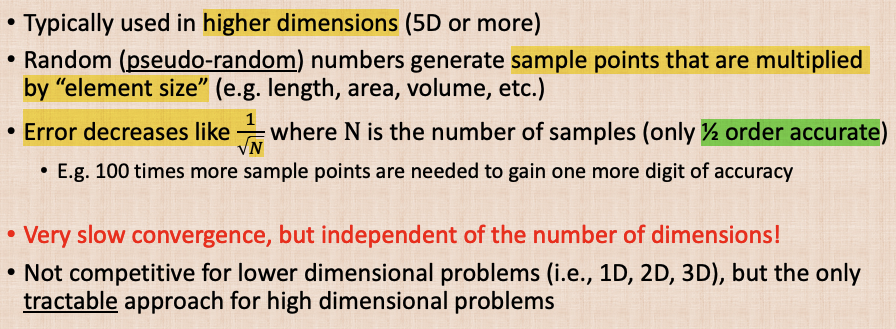 • Typically used in higher dimensions (5D or more)
• Random (pseudo-random) numbers generate sample points that are multiplied
by “element size” (e.g. length, area, volume, etc.)
• Error decreases like 1/√N where N is the number of samples (only ½ order accurate)
• E.g. 100 times more sample points are needed to gain one more digit of accuracy
• Very slow convergence, but independent of the number of dimensions!
• Not competitive for lower dimensional problems (i.e., 1D, 2D, 3D), but the only
tractable approach for high dimensional problems